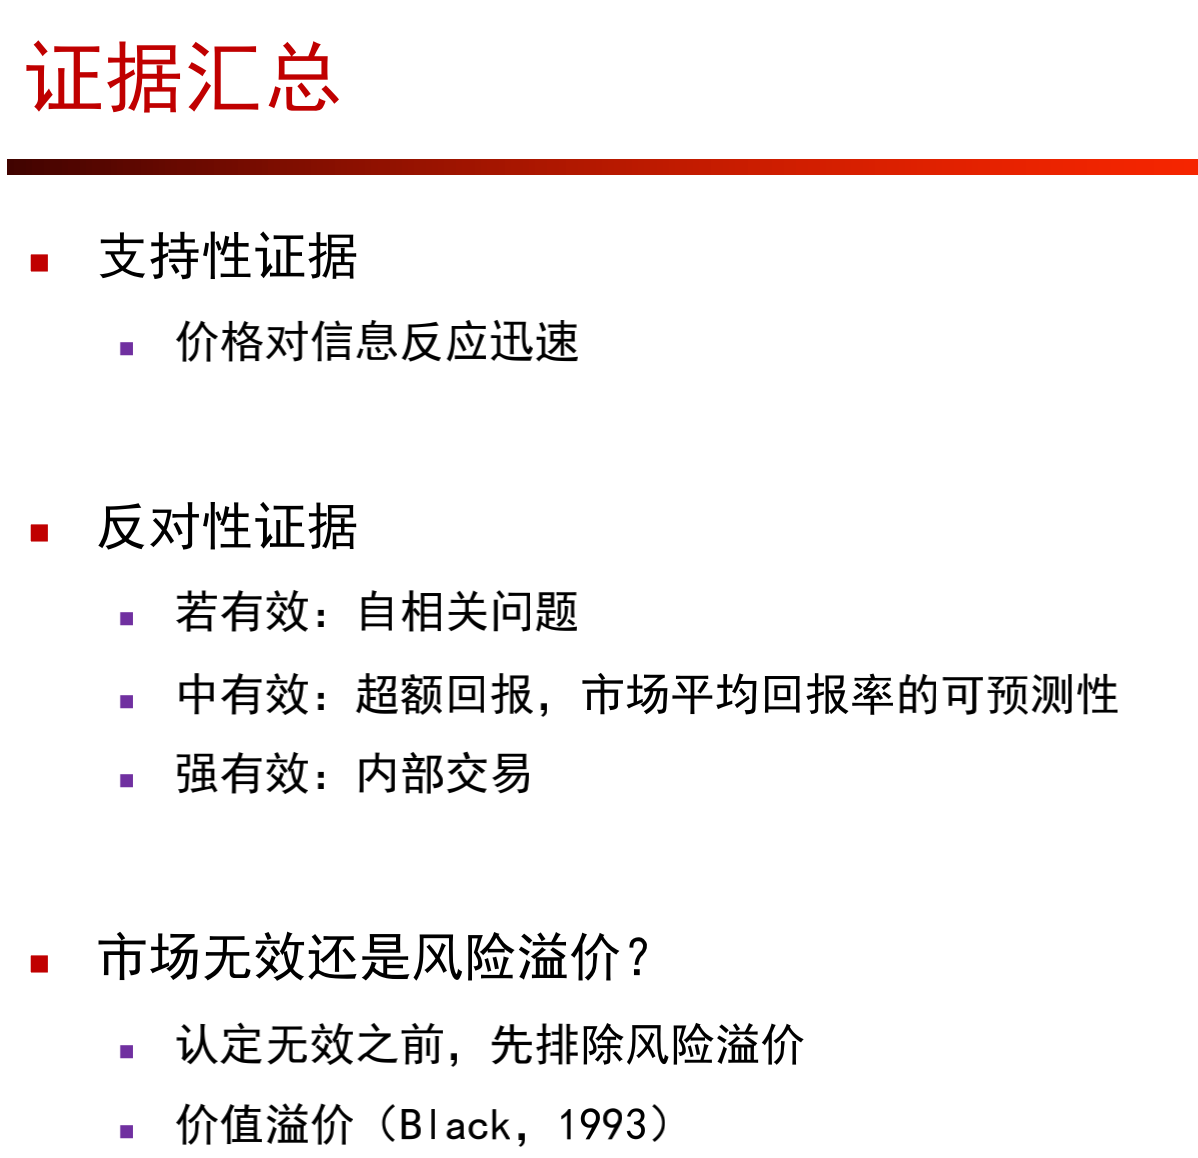 证据汇总
支持性证据
价格对信息反应迅速
反对性证据
若有效：自相关问题
中有效：超额回报，市场平均回报率的可预测性
强有效：内部交易
市场无效还是风险溢价？
认定无效之前，先排除风险溢价
价值溢价（Black，1993）